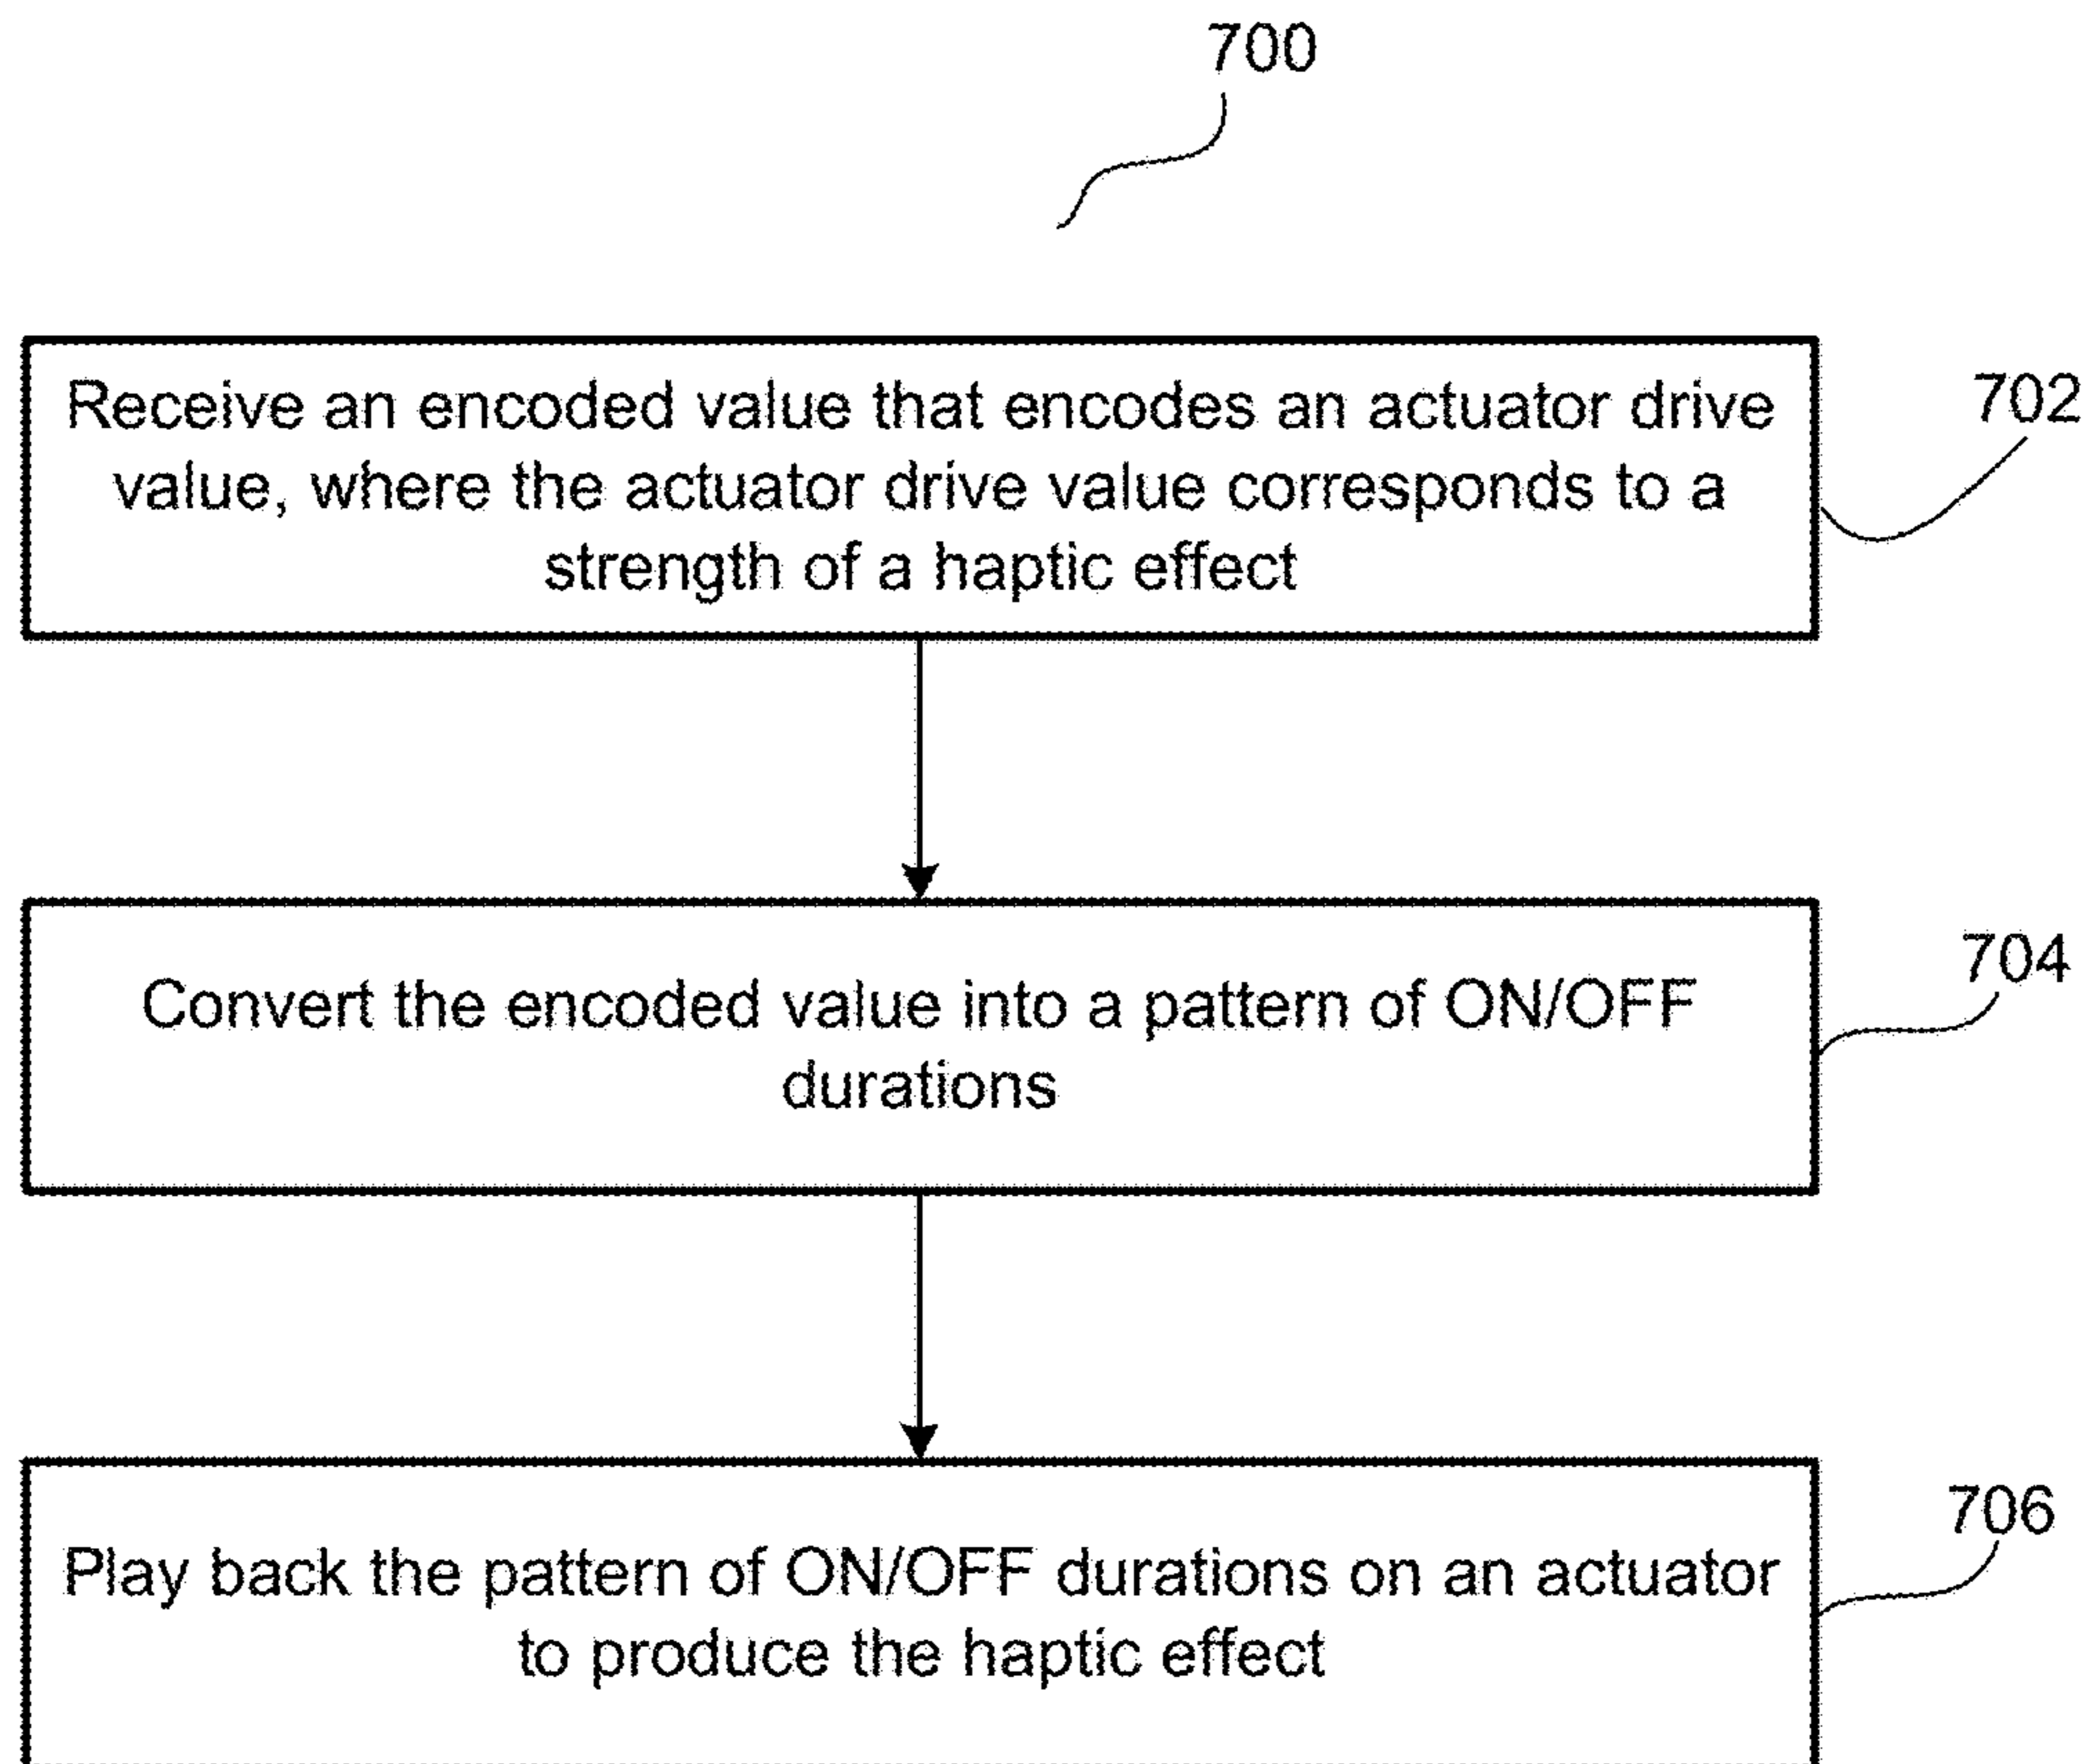 700
Receive an encoded value that encodes an actuator drive
value, where the actuator drive value corresponds to a
strength of a haptic effect
702
Convert the encoded value into a pattern of ON/OFF
durations
704
Play back the pattern of ON/OFF durations on an actuator
to produce the haptic effect
706